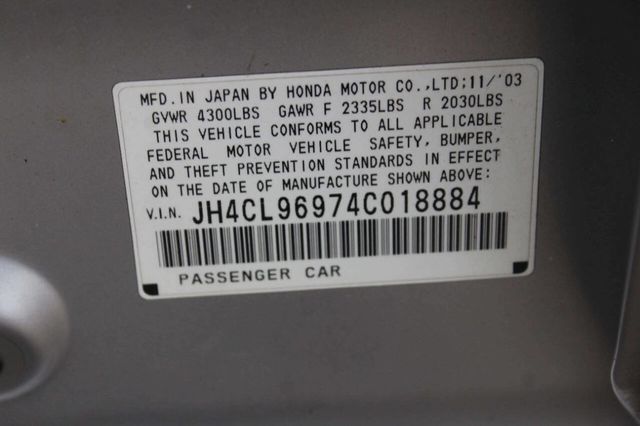 MFD. IN JAPAN BY HONDA MOTOR CO.,LTD;11/'03
GVWR 4300LBS GAWR F 2335LBS R 2030LBS
THIS VEHICLE CONFORMS TO ALL APPLICABLE
FEDERAL MOTOR VEHICLE SAFETY, BUMPER,
AND THEFT PREVENTION STANDARDS IN EFFECT
ON THE DATE OF MANUFACTURE SHOWN ABOVE:
V.I.N. JH4CL96974C018884
PASSENGER CAR